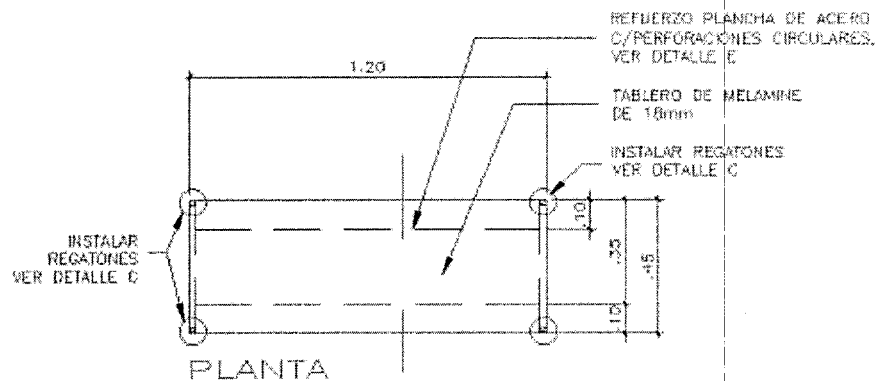 REFUERZO PLANCHA DE ACERO
C/PERFORACIONES CIRCULARES.
VER DETALLE E
1.20
TABLERO DE MELAMINE
DE 18mm
INSTALAR REGATONES
VER DETALLE C
.10
.35
.45
INSTALAR
REGATONES
VER DETALLE C
.10
PLANTA